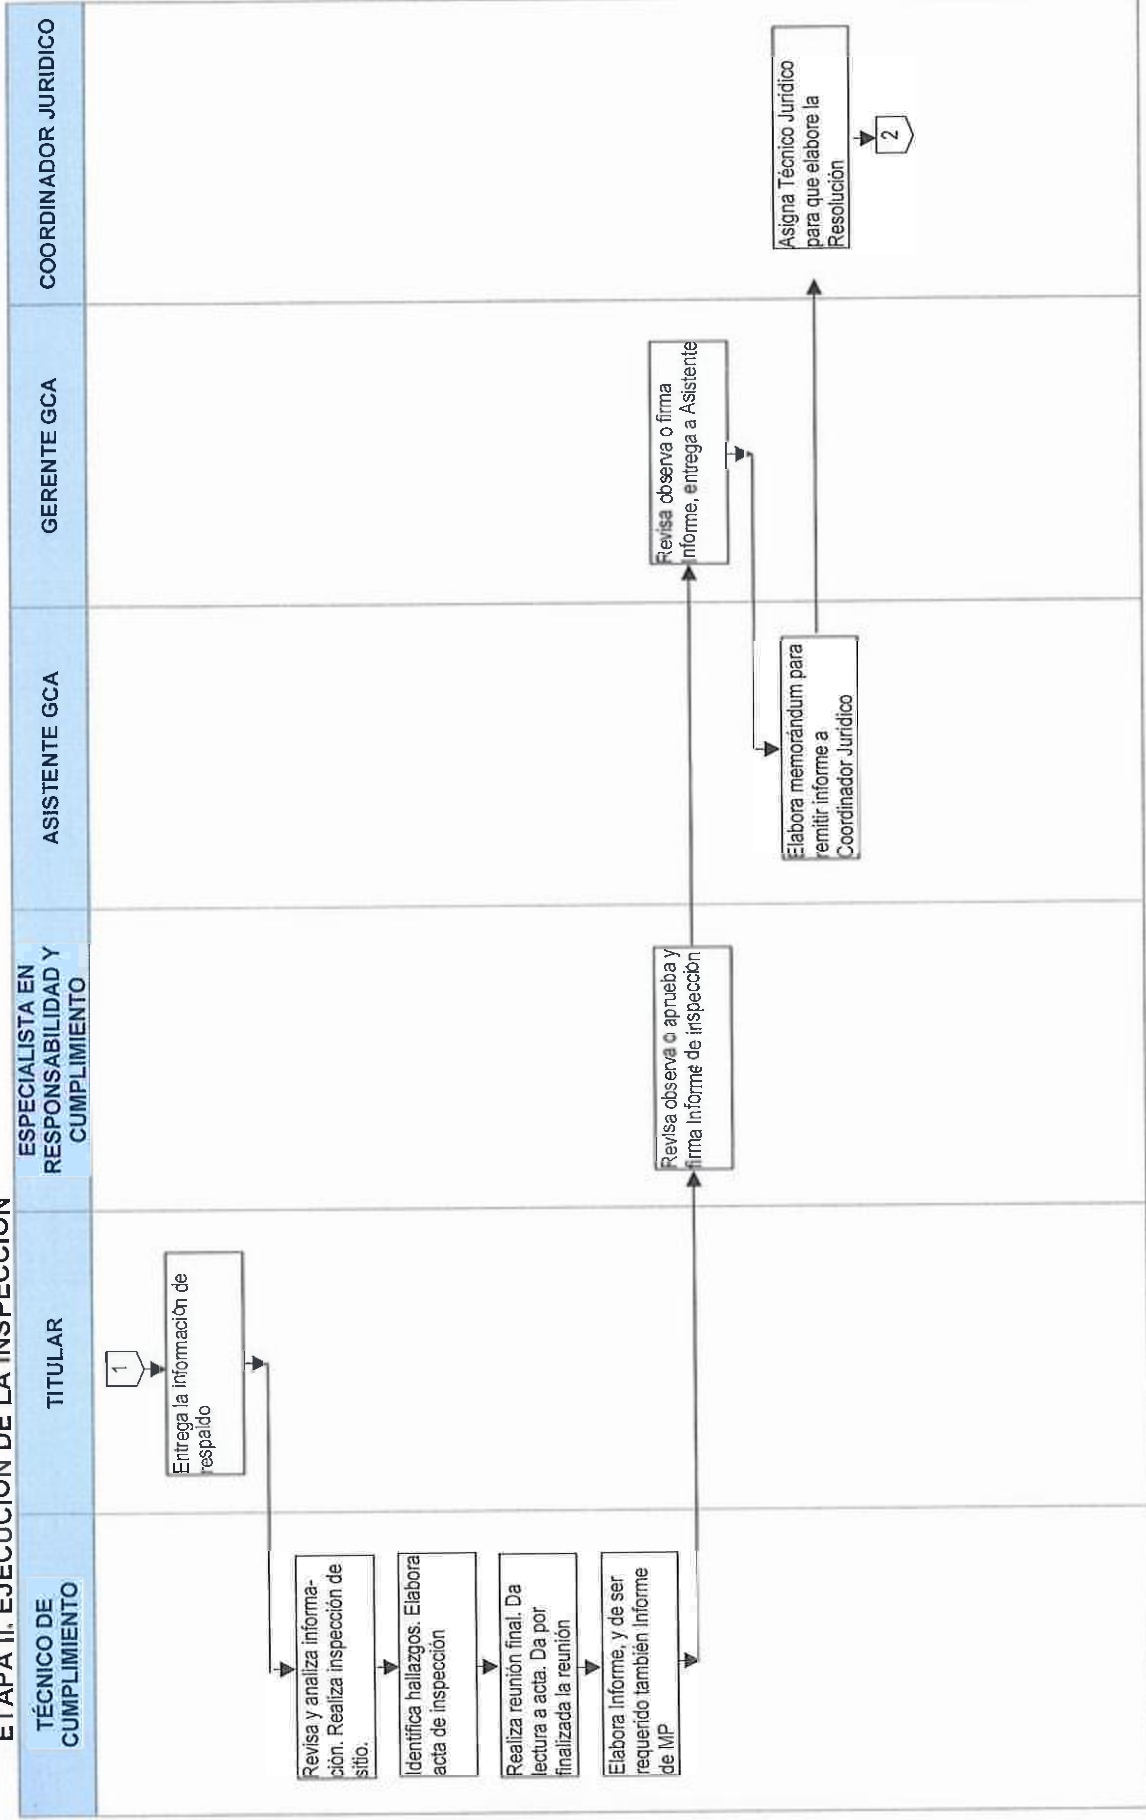 ETAPA II. EJECUCIÓN DE LA INSPECCIÓN
TÉCNICO DE
CUMPLIMIENTO
TITULAR
ESPECIALISTA EN
RESPONSABILIDAD Y
CUMPLIMIENTO
ASISTENTE GCA
GERENTE GCA
COORDINADOR JURIDICO
1
Entrega la información de
respaldo
Revisa y analiza informa-
ción. Realiza inspección de
sitio.
Identifica hallazgos. Elabora
acta de inspección
Realiza reunión final. Da
lectura a acta. Da por
finalizada la reunión
Elabora Informe, y de ser
requerido también Informe
de MP
Revisa observa o aprueba y
firma Informe de inspección
Revisa observa o firma
Informe, entrega a Asistente
Elabora memorándum para
remitir informe a
Coordinador Jurídico
Asigna Técnico Jurídico
para que elabore la
Resolución
2